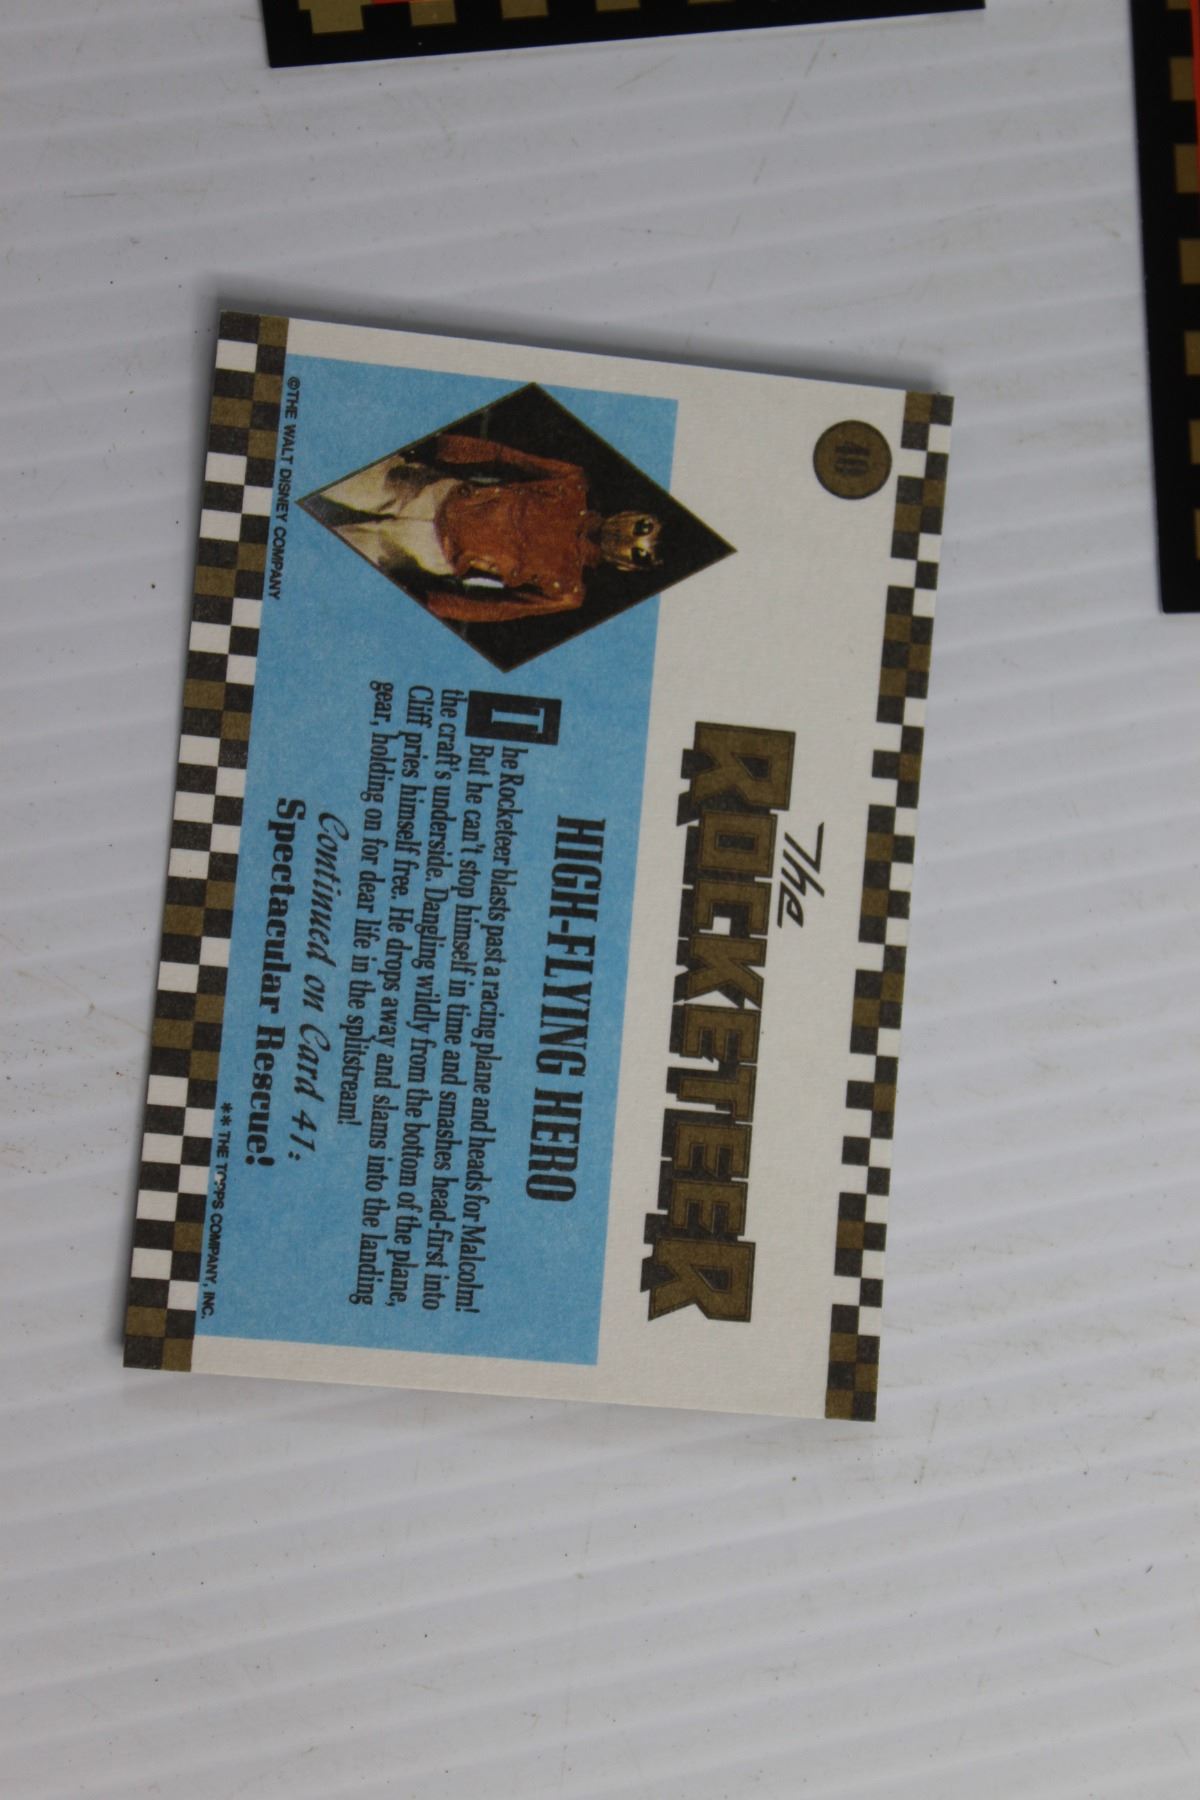 40
The
ROCKETEER
HIGH-FLYING HERO
The Rocketeer blasts past a racing plane and heads for Malcolm!
But he can't stop himself in time and smashes head-first into
the craft's underside. Dangling wildly from the bottom of the plane,
Cliff pries himself free. He drops away and slams into the landing
gear, holding on for dear life in the splitstream!
Continued on Card 41:
Spectacular Rescue!
©THE WALT DISNEY COMPANY
** THE TOPPS COMPANY, INC.